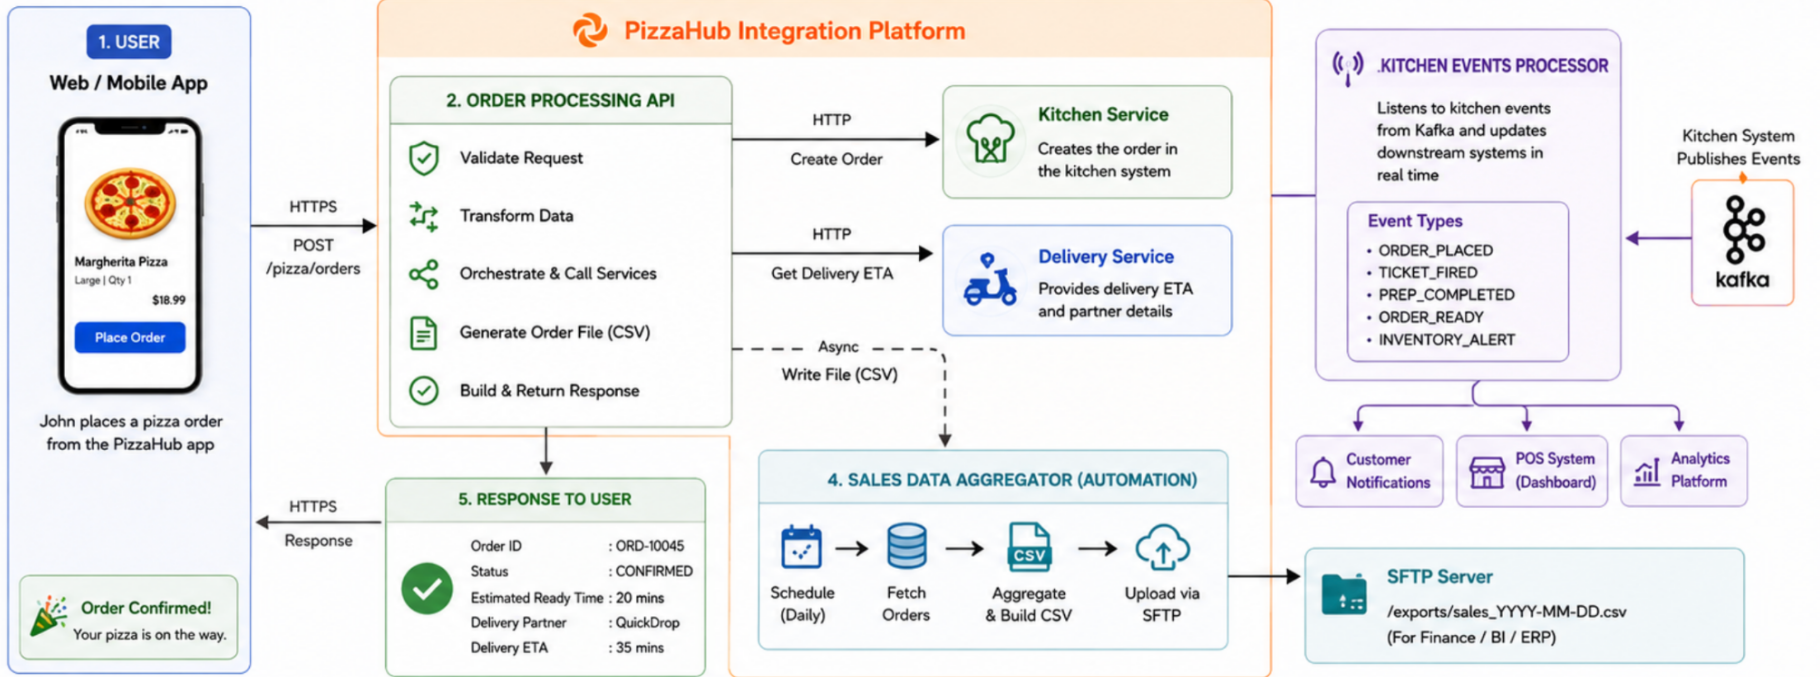 1. USER
Web / Mobile App
Margherita Pizza
Large | Qty 1
$18.99
Place Order
John places a pizza order
from the PizzaHub app
Order Confirmed!
Your pizza is on the way.
HTTPS
POST
/pizza/orders
HTTPS
Response
PizzaHub Integration Platform
2. ORDER PROCESSING API
Validate Request
Transform Data
Orchestrate & Call Services
Generate Order File (CSV)
Build & Return Response
HTTP
Create Order
HTTP
Get Delivery ETA
Async
Write File (CSV)
Kitchen Service
Creates the order in
the kitchen system
Delivery Service
Provides delivery ETA
and partner details
5. RESPONSE TO USER
Order ID : ORD-10045
Status : CONFIRMED
Estimated Ready Time : 20 mins
Delivery Partner : QuickDrop
Delivery ETA : 35 mins
4. SALES DATA AGGREGATOR (AUTOMATION)
Schedule
(Daily)
Fetch
Orders
CSV
Aggregate
& Build CSV
Upload via
SFTP
.KITCHEN EVENTS PROCESSOR
Listens to kitchen events
from Kafka and updates
downstream systems in
real time
Event Types
• ORDER_PLACED
• TICKET_FIRED
• PREP_COMPLETED
• ORDER_READY
• INVENTORY_ALERT
Kitchen System
Publishes Events
kafka
Customer
Notifications
POS System
(Dashboard)
Analytics
Platform
SFTP Server
/exports/sales_YYYY-MM-DD.csv
(For Finance / BI / ERP)